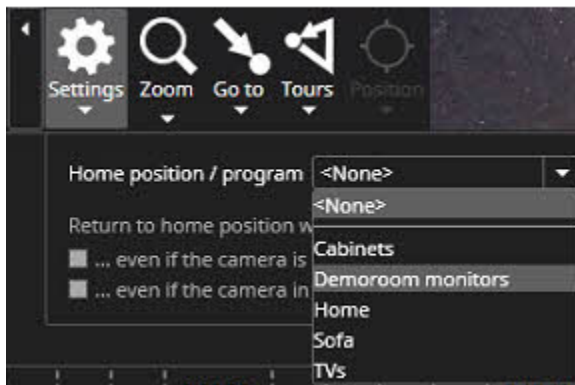 Settings Zoom Go to Tours Position
Home position / program <None>
<None>
Return to home position w
Cabinets
... even if the camera is
Demoroom monitors
... even if the camera in
Home
Sofa
TVs